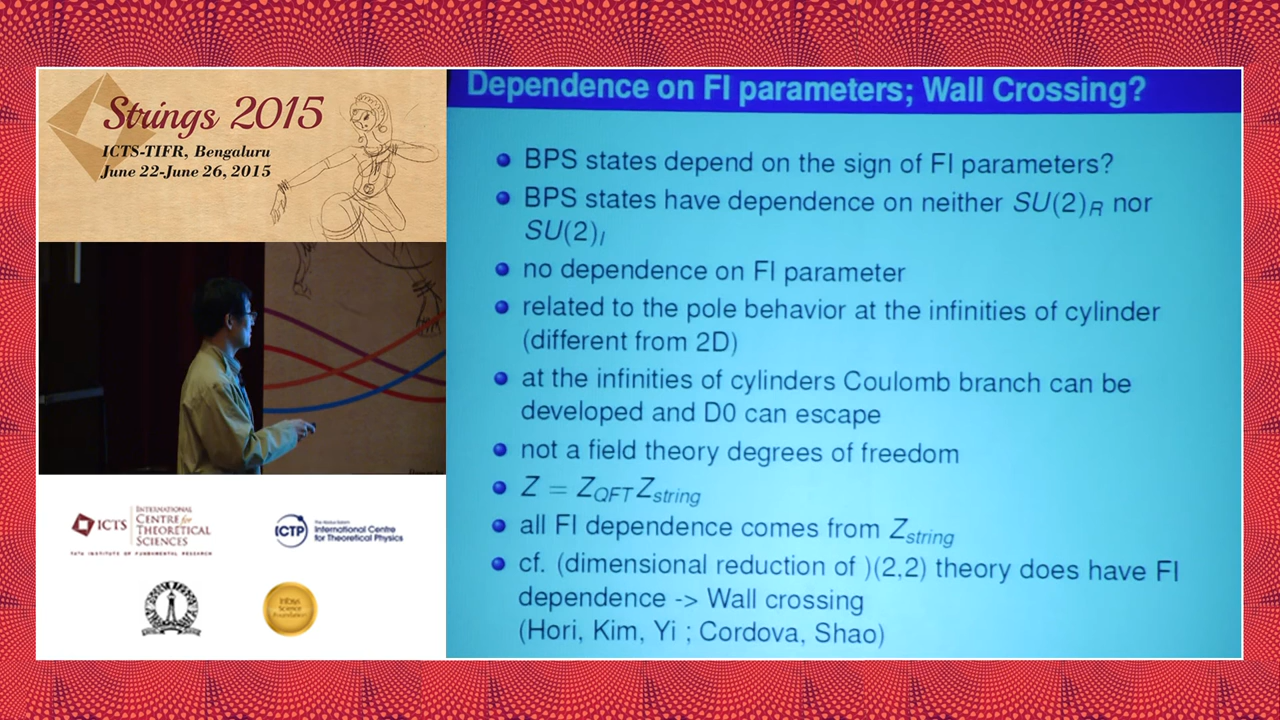 Strings 2015
ICTS-TIFR, Bengaluru
June 22-June 26, 2015
ICTS
INTERNATIONAL
CENTRE for
THEORETICAL
SCIENCES
TATA INSTITUTE OF FUNDAMENTAL RESEARCH
ICTP
The Abdus Salam
International Centre
for Theoretical Physics
Infosys
Science
Foundation
Dependence on FI parameters; Wall Crossing?
BPS states depend on the sign of FI parameters?
BPS states have dependence on neither SU(2)_R nor
SU(2)_I
no dependence on FI parameter
related to the pole behavior at the infinities of cylinder
(different from 2D)
at the infinities of cylinders Coulomb branch can be
developed and D0 can escape
not a field theory degrees of freedom
Z = Z_QFT Z_string
all FI dependence comes from Z_string
cf. (dimensional reduction of )(2,2) theory does have FI
dependence -> Wall crossing
(Hori, Kim, Yi ; Cordova, Shao)